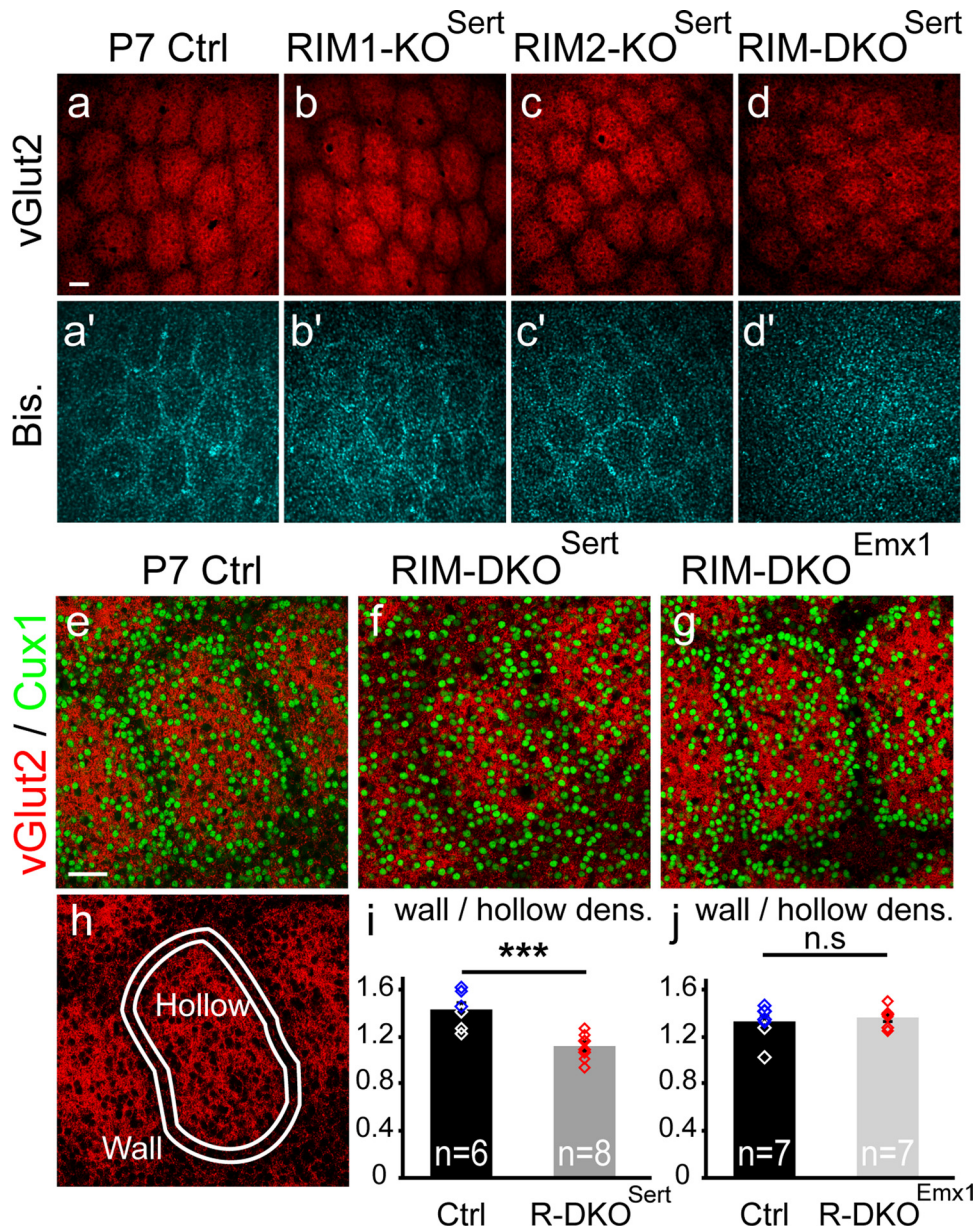 P7 Ctrl RIM1-KO Sert RIM2-KO Sert RIM-DKO Sert
vGlut2
a b c d
Bis.
a' b' c' d'
P7 Ctrl RIM-DKO Sert RIM-DKO Emx1
vGlut2 / Cux1
e f g
h
Hollow
Wall
i wall / hollow dens.
***
1.6
1.2
0.8
0.4
0
n=6 n=8
Ctrl R-DKO Sert
j wall / hollow dens.
n.s
1.6
1.2
0.8
0.4
0
n=7 n=7
Ctrl R-DKO Emx1